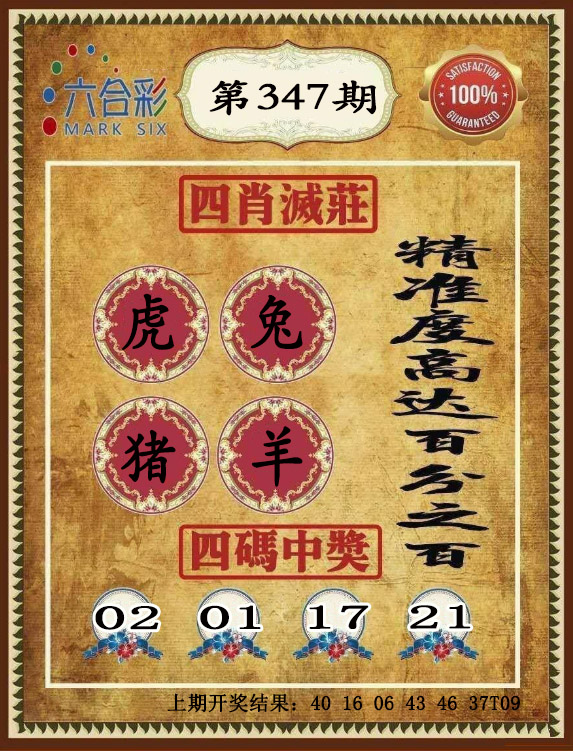 六合彩
MARK SIX
第347期
SATISFACTION
100%
GUARANTEED
四肖滅莊
虎 兔
猪 羊
精准度高达百分之百
四碼中獎
02 01 17 21
上期开奖结果：40 16 06 43 46 37T09